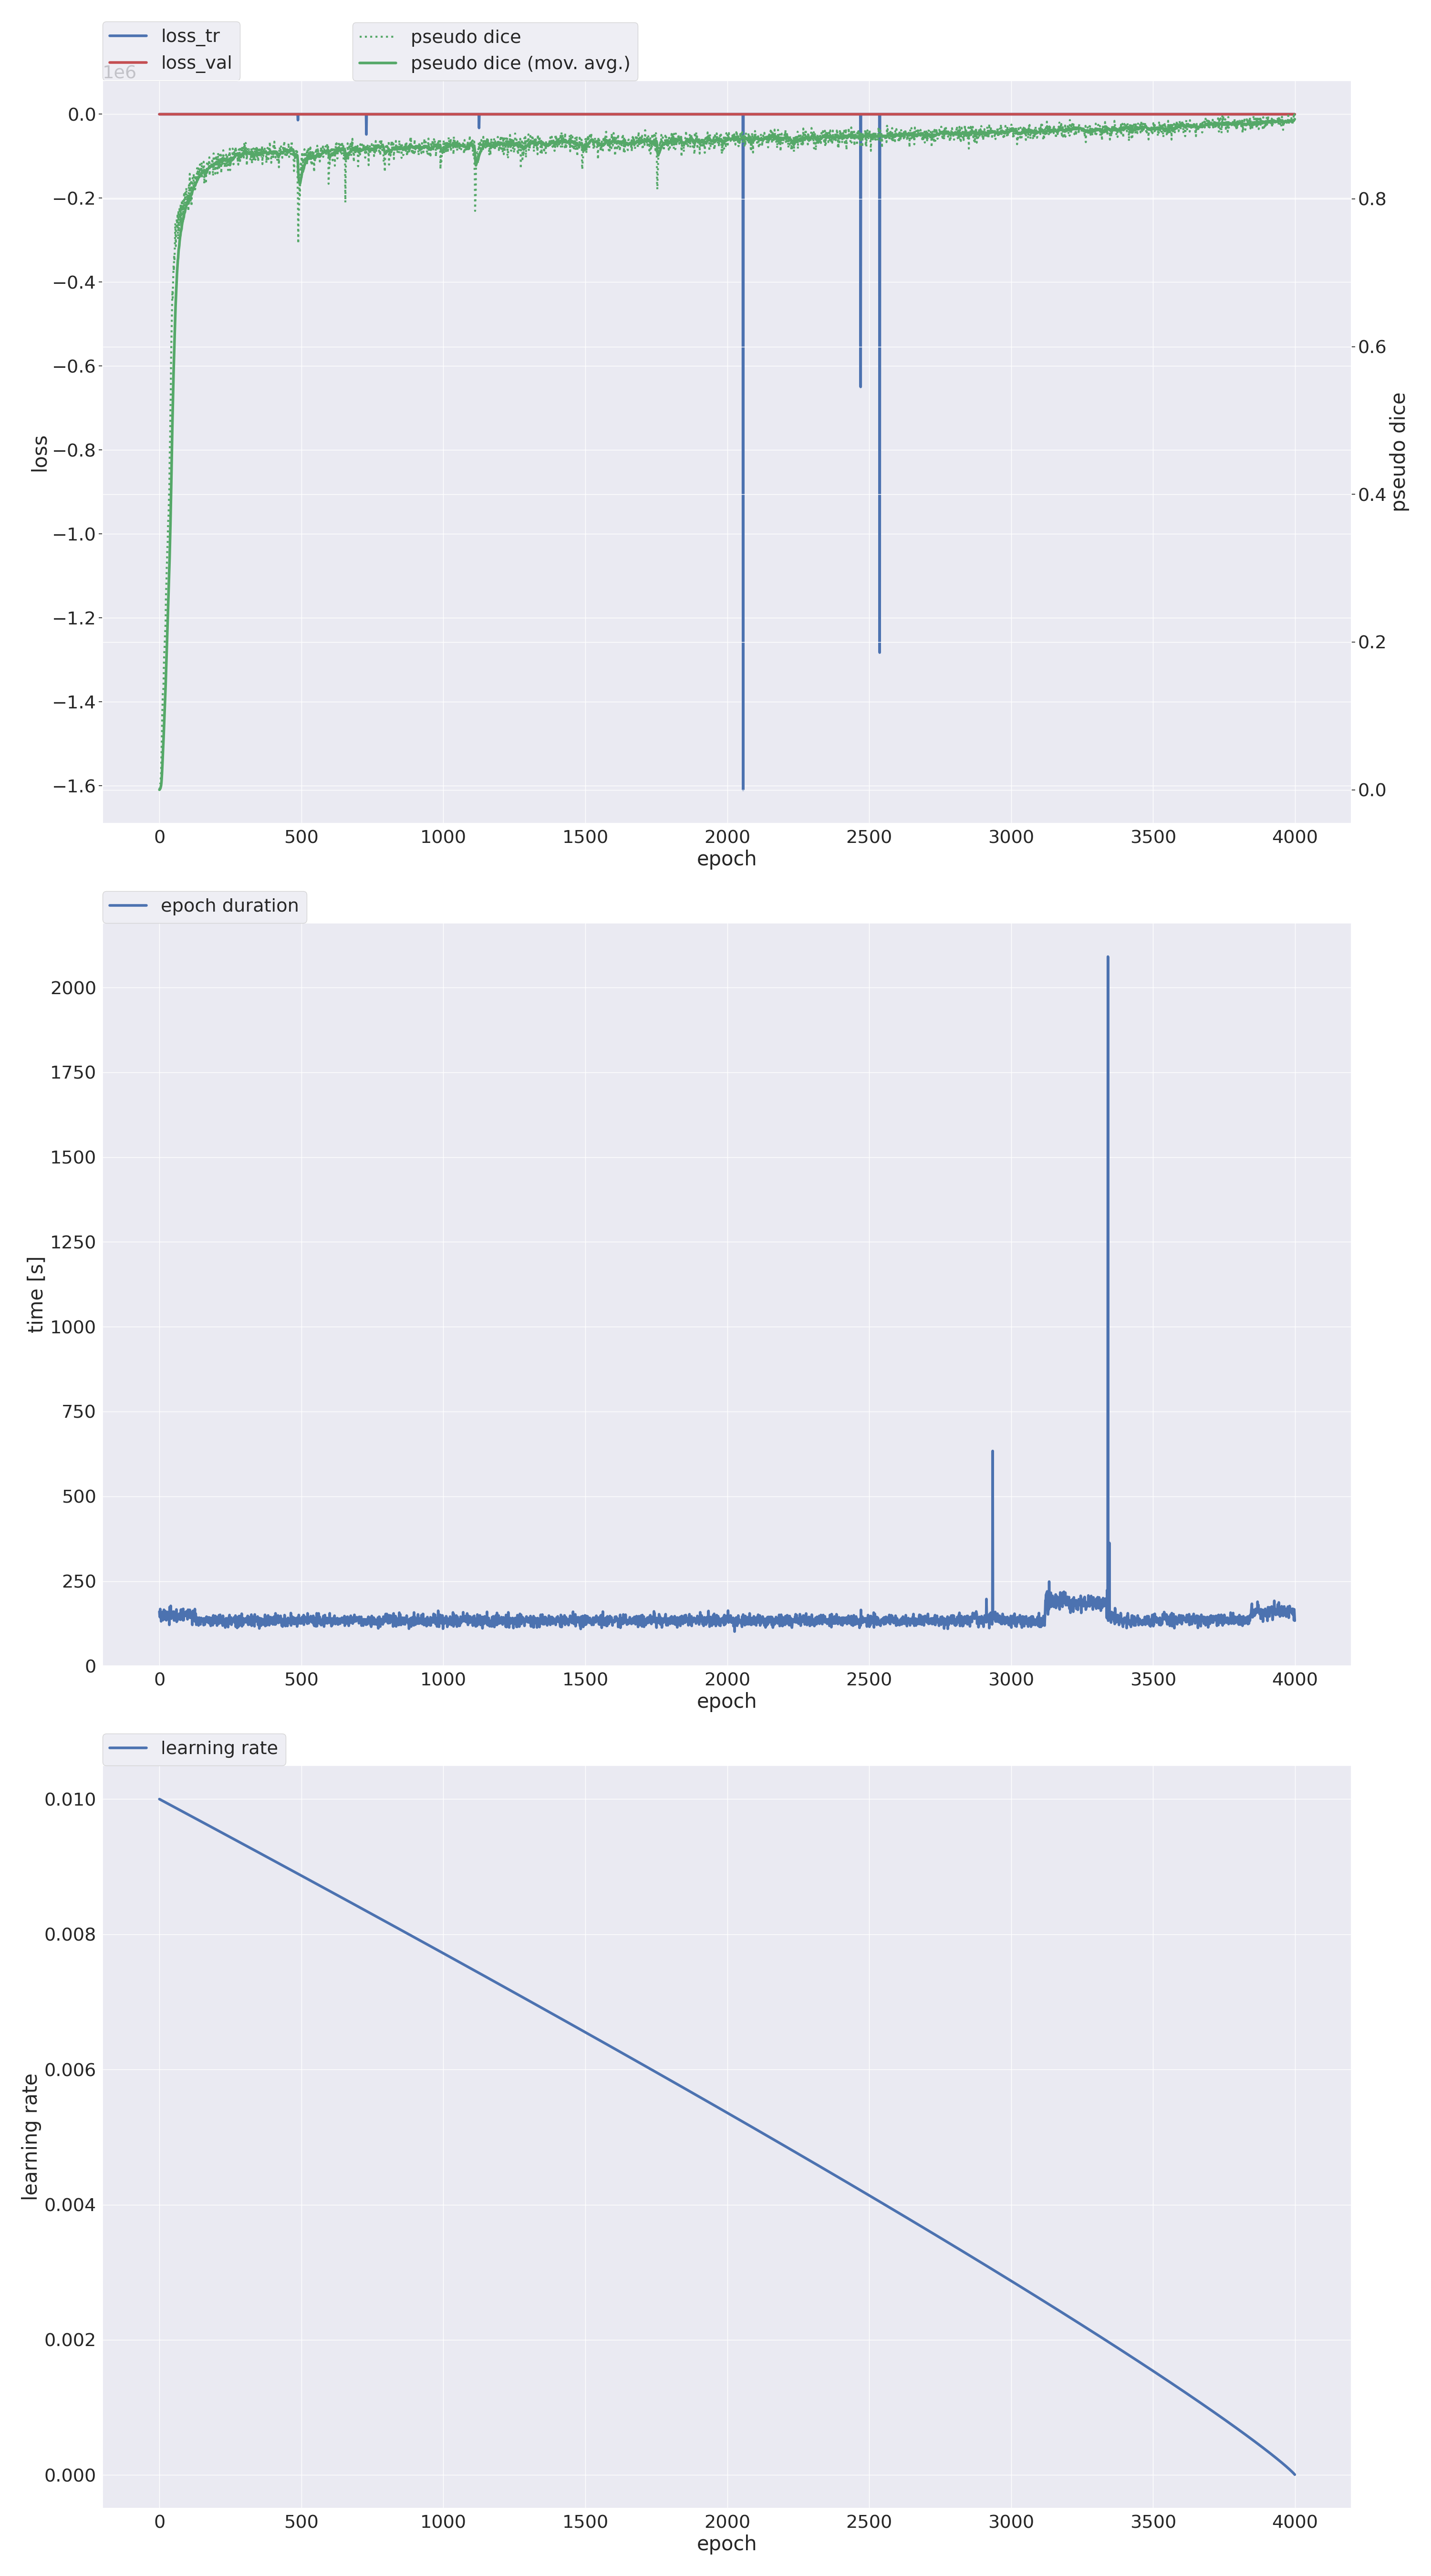 loss_tr
loss_val
pseudo dice
pseudo dice (mov. avg.)
1e6
0.0
−0.2
−0.4
−0.6
−0.8
−1.0
−1.2
−1.4
−1.6
loss
0.8
0.6
0.4
0.2
0.0
pseudo dice
0 500 1000 1500 2000 2500 3000 3500 4000
epoch
epoch duration
2000
1750
1500
1250
1000
750
500
250
0
time [s]
0 500 1000 1500 2000 2500 3000 3500 4000
epoch
learning rate
0.010
0.008
0.006
0.004
0.002
0.000
learning rate
0 500 1000 1500 2000 2500 3000 3500 4000
epoch